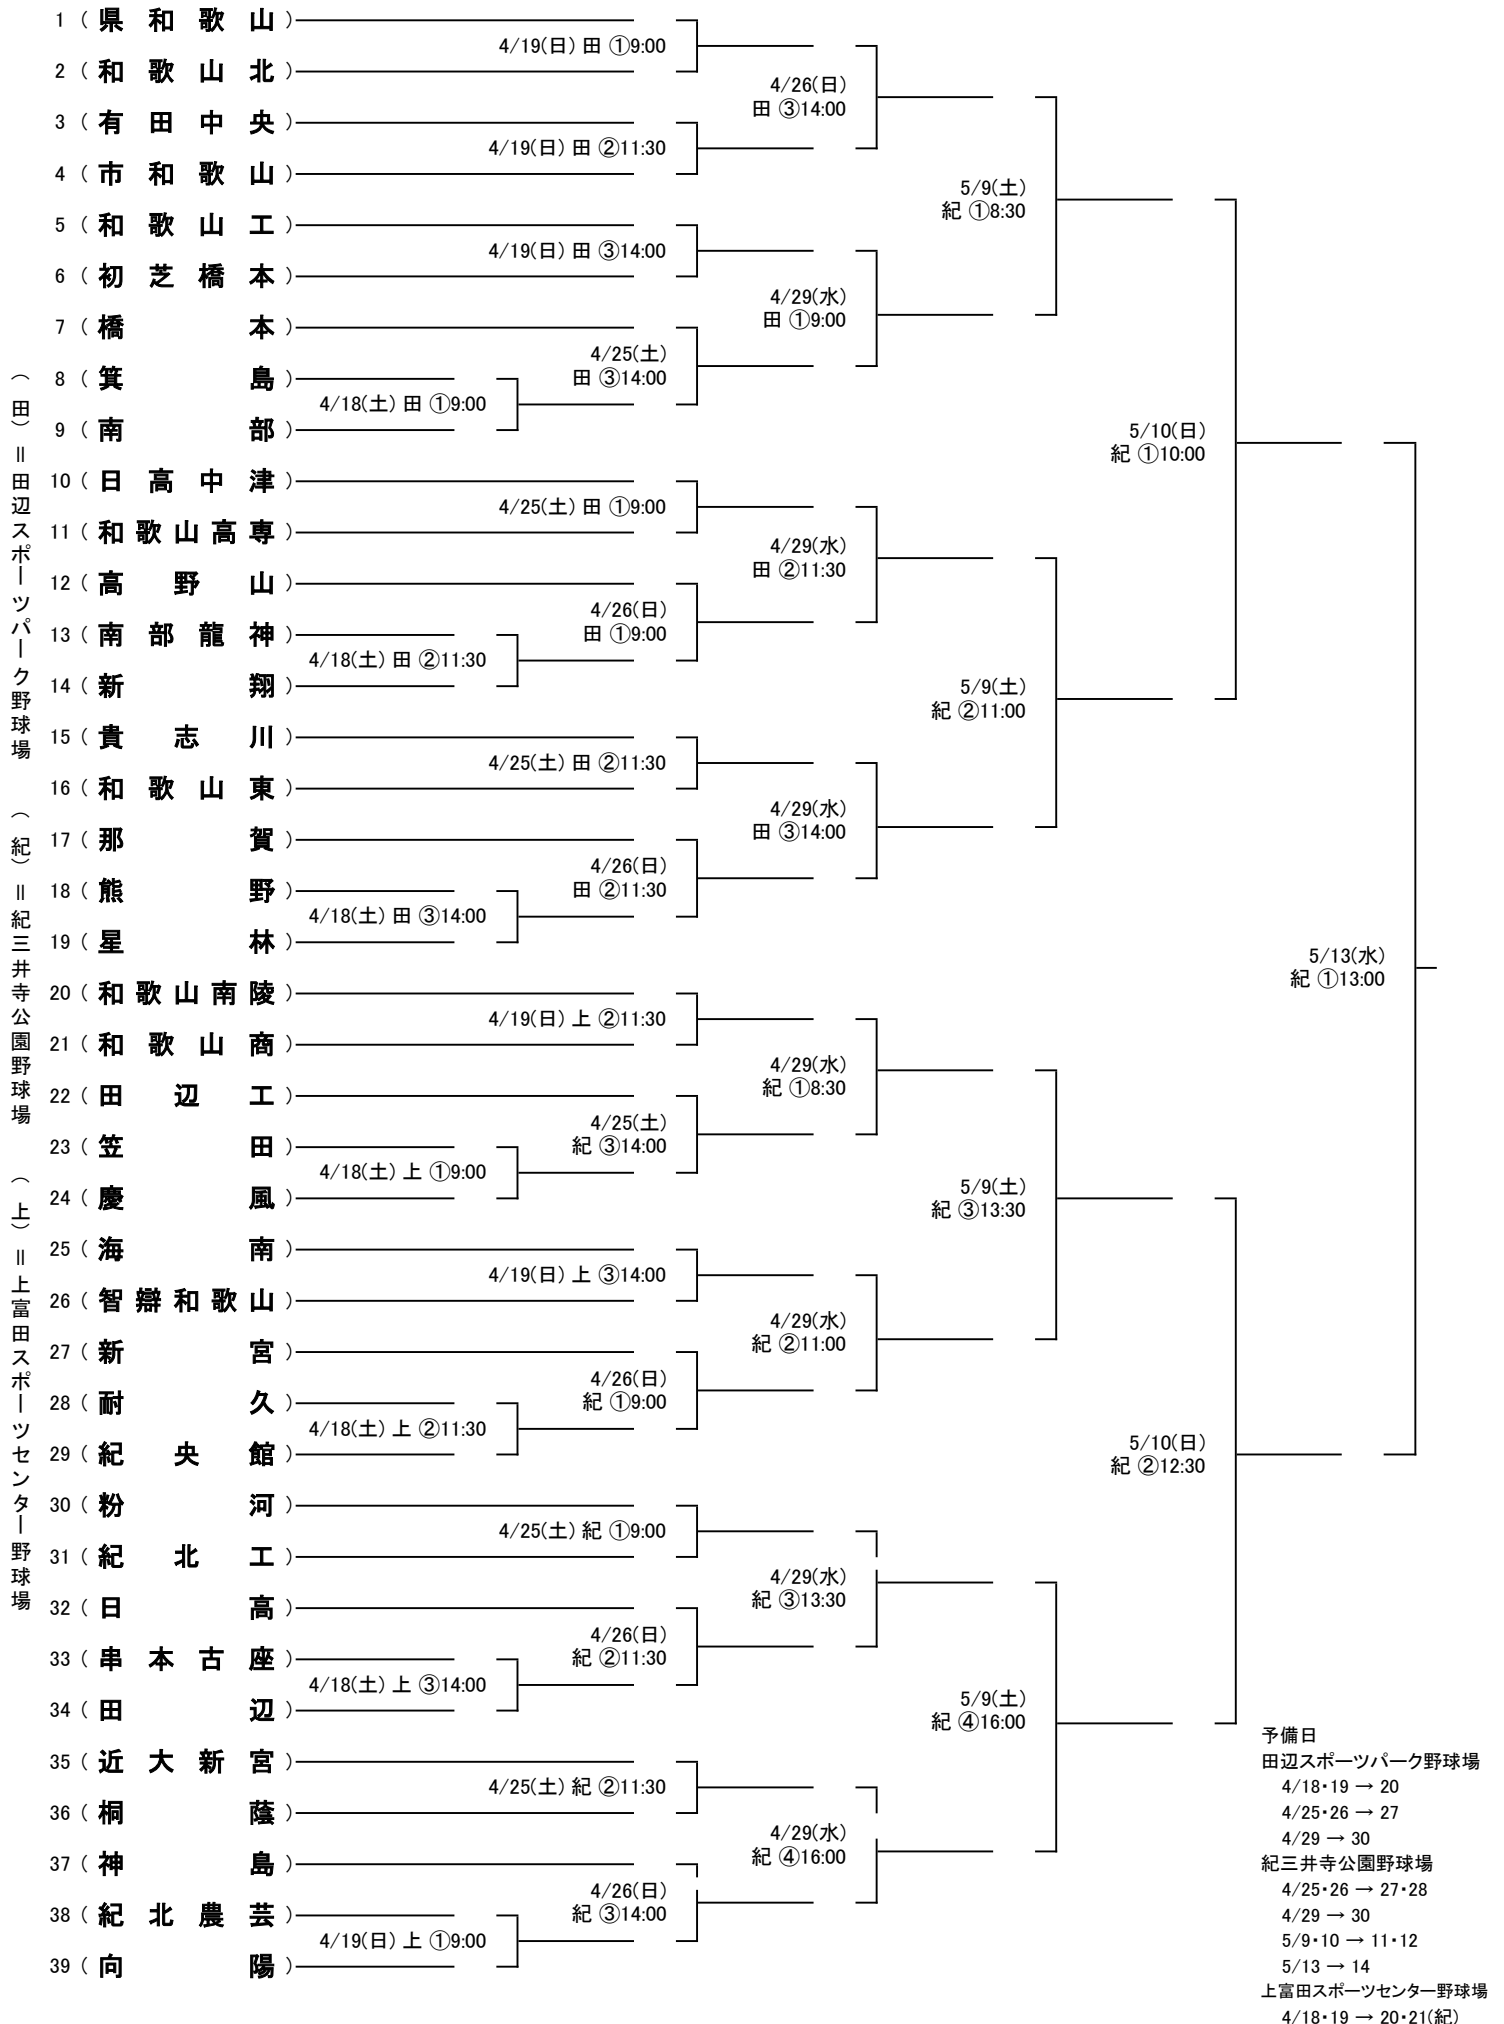 1 ( 県和歌山 )
4/19(日) 田 ①9:00
2 ( 和歌山北 )
4/26(日)
田 ③14:00
3 ( 有田中央 )
4/19(日) 田 ②11:30
4 ( 市和歌山 )
5/9(土)
紀 ①8:30
5 ( 和歌山工 )
4/19(日) 田 ③14:00
6 ( 初芝橋本 )
4/29(水)
田 ①9:00
7 ( 橋本 )
4/25(土)
田 ③14:00
8 ( 箕島 )
4/18(土) 田 ①9:00
9 ( 南部 )
5/10(日)
紀 ①10:00
10 ( 日高中津 )
4/25(土) 田 ①9:00
11 ( 和歌山高専 )
4/29(水)
田 ②11:30
12 ( 高野山 )
4/26(日)
田 ①9:00
13 ( 南部龍神 )
4/18(土) 田 ②11:30
14 ( 新翔 )
5/9(土)
紀 ②11:00
15 ( 貴志川 )
4/25(土) 田 ②11:30
16 ( 和歌山東 )
4/29(水)
田 ③14:00
17 ( 那賀 )
4/26(日)
田 ②11:30
18 ( 熊野 )
4/18(土) 田 ③14:00
19 ( 星林 )
5/13(水)
紀 ①13:00
20 ( 和歌山南陵 )
4/19(日) 上 ②11:30
21 ( 和歌山商 )
4/29(水)
紀 ①8:30
22 ( 田辺工 )
4/25(土)
紀 ③14:00
23 ( 笠田 )
4/18(土) 上 ①9:00
24 ( 慶風 )
5/9(土)
紀 ③13:30
25 ( 海南 )
4/19(日) 上 ③14:00
26 ( 智辯和歌山 )
4/29(水)
紀 ②11:00
27 ( 新宮 )
4/26(日)
紀 ①9:00
28 ( 耐久 )
4/18(土) 上 ②11:30
29 ( 紀央館 )
5/10(日)
紀 ②12:30
30 ( 粉河 )
4/25(土) 紀 ①9:00
31 ( 紀北工 )
4/29(水)
紀 ③13:30
32 ( 日高 )
4/26(日)
紀 ②11:30
33 ( 串本古座 )
4/18(土) 上 ③14:00
34 ( 田辺 )
5/9(土)
紀 ④16:00
35 ( 近大新宮 )
4/25(土) 紀 ②11:30
36 ( 桐蔭 )
4/29(水)
紀 ④16:00
37 ( 神島 )
4/26(日)
紀 ③14:00
38 ( 紀北農芸 )
4/19(日) 上 ①9:00
39 ( 向陽 )
（田）＝田辺スポーツパーク野球場
（紀）＝紀三井寺公園野球場
（上）＝上富田スポーツセンター野球場
予備日
田辺スポーツパーク野球場
4/18・19 → 20
4/25・26 → 27
4/29 → 30
紀三井寺公園野球場
4/25・26 → 27・28
4/29 → 30
5/9・10 → 11・12
5/13 → 14
上富田スポーツセンター野球場
4/18・19 → 20・21(紀)